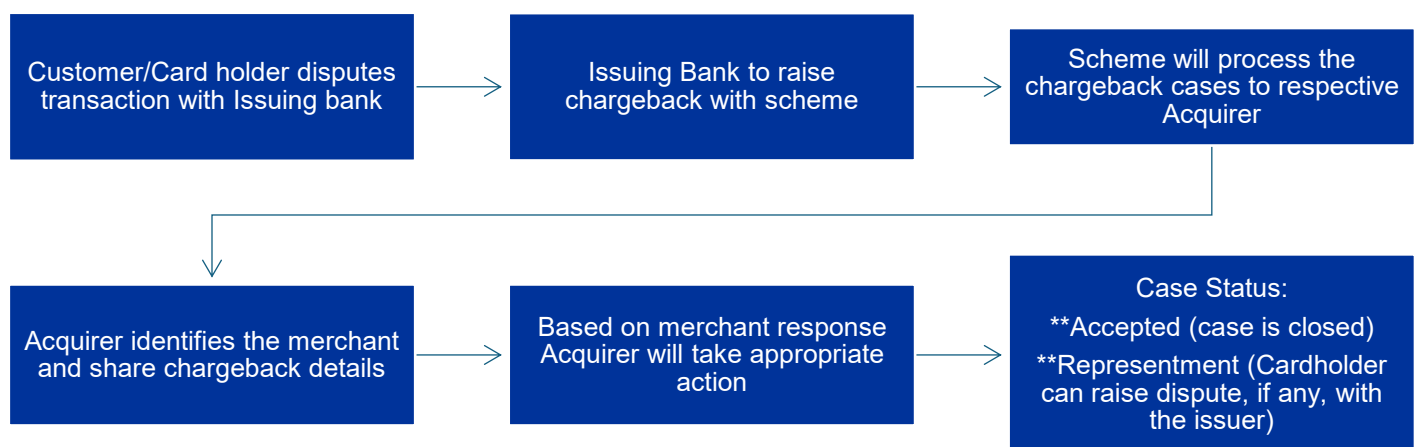 Customer/Card holder disputes
transaction with Issuing bank
Issuing Bank to raise
chargeback with scheme
Scheme will process the
chargeback cases to respective
Acquirer
Acquirer identifies the merchant
and share chargeback details
Based on merchant response
Acquirer will take appropriate
action
Case Status:
**Accepted (case is closed)
**Representment (Cardholder
can raise dispute, if any, with
the issuer)